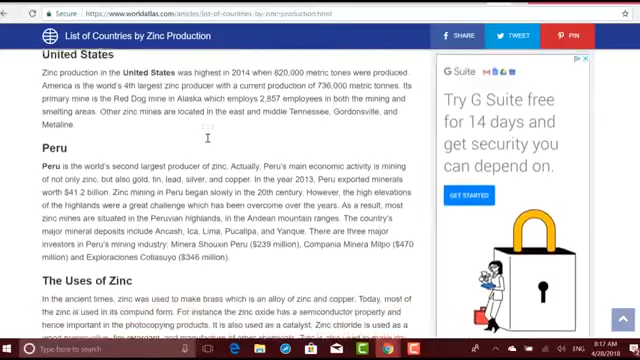 Secure
https://www.worldatlas.com/articles/list-of-countries-by-zinc-production.html
List of Countries by Zinc Production
SHARE
TWEET
PIN
United States
Zinc production in the United States was highest in 2014 when 820,000 metric tones were produced.
America is the world's 4th largest zinc producer with a current production of 736,000 metric tonnes. Its
primary mine is the Red Dog mine in Alaska which employs 2,857 employees in both the mining and
smelting areas. Other zinc mines are located in the east and middle Tennessee, Gordonsville, and
Metaline.
Peru
Peru is the world's second largest producer of zinc. Actually, Peru's main economic activity is mining
of not only zinc, but also gold, tin, lead, silver, and copper. In the year 2013, Peru exported minerals
worth $41.2 billion. Zinc mining in Peru began slowly in the 20th century. However, the high elevations
of the highlands were a great challenge which has been overcome over the years. As a result, most
zinc mines are situated in the Peruvian highlands, in the Andean mountain ranges. The country's
major mineral deposits include Ancash, Ica, Lima, Pucallpa, and Yanque. There are three major
investors in Peru's mining industry: Minera Shouxin Peru ($239 million), Compania Minera Milpo ($470
million) and Exploraciones Collasuyo ($346 million).
The Uses of Zinc
In the ancient times, zinc was used to make brass which is an alloy of zinc and copper. Today, most of
the zinc is used in its compund form. For instance the zinc oxide has a semiconductor property and
hence important in the photocopying products. It is also used as a catalyst. Zinc chloride is used as a
G Suite
Try G Suite free
for 14 days and
get security you
can depend on.
GET STARTED
Type here to search
ENG
8:17 AM
4/28/2018